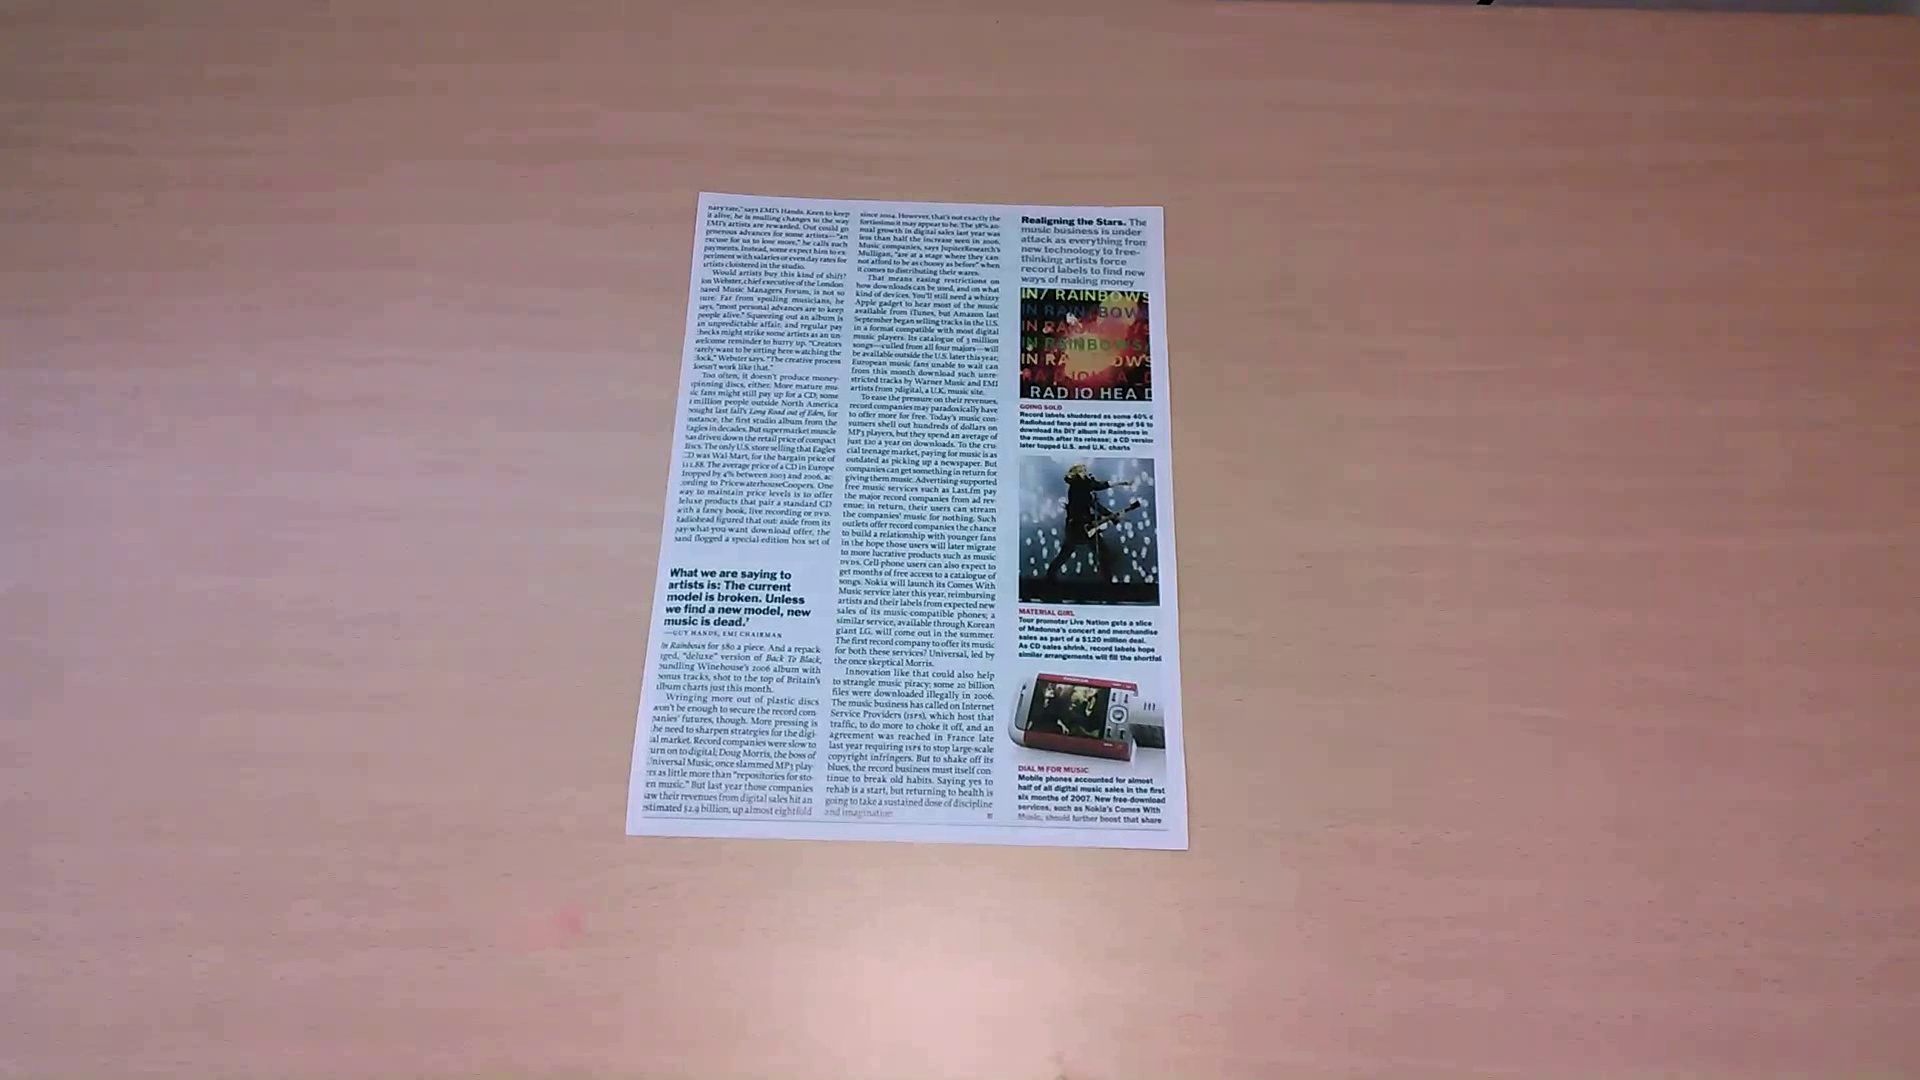 nary rate," says EMI's Hands. Keen to keep
it alive, he is mulling changes to the way
EMI's artists are rewarded. Out could go
generous advances for some artists—"an
excuse for us to lose more," he calls such
payments. Instead, some expect him to ex-
periment with salaries or even day rates for
artists cloistered in the studio.
Would artists buy this kind of shift?
Jon Webster, chief executive of the London-
based Music Managers Forum, is not so
sure. Far from spoiling musicians, he
says, "most personal advances are to keep
people alive." Squeezing out an album is
an unpredictable affair, and regular pay
checks might strike some artists as an un-
welcome reminder to hurry up. "Creators
rarely want to be sitting here watching the
clock," Webster says. "The creative process
doesn't work like that."
Too often, it doesn't produce money-
spinning discs, either. More mature mu-
sic fans might still pay up for a CD; some
million people outside North America
bought last fall's Long Road out of Eden, for
instance, the first studio album from the
Eagles in decades. But supermarket muscle
has driven down the retail price of compact
discs. The only U.S. store selling that Eagles
CD was Wal-Mart, for the bargain price of
$11.88. The average price of a CD in Europe
dropped by 4% between 2003 and 2006, ac-
cording to PricewaterhouseCoopers. One
way to maintain price levels is to offer
deluxe products that pair a standard CD
with a fancy book, live recording or DVD.
Radiohead figured that out: aside from its
pay-what-you-want download offer, the
band flogged a special-edition box set of
What we are saying to
artists is: The current
model is broken. Unless
we find a new model, new
music is dead.'
—GUY HANDS, EMI CHAIRMAN
In Rainbows for $80 a piece. And a repack-
aged, "deluxe" version of Back To Black,
bundling Winehouse's 2006 album with
bonus tracks, shot to the top of Britain's
album charts just this month.
Wringing more out of plastic discs
won't be enough to secure the record com-
panies' futures, though. More pressing is
the need to sharpen strategies for the digi-
tal market. Record companies were slow to
turn on to digital; Doug Morris, the boss of
Universal Music, once slammed MP3 play-
ers as little more than "repositories for sto-
len music." But last year those companies
saw their revenues from digital sales hit an
estimated $2.9 billion, up almost eightfold
since 2004. However, that's not exactly the
fortissimo it may appear to be. The 38% an-
nual growth in digital sales last year was
less than half the increase seen in 2006.
Music companies, says JupiterResearch's
Mulligan, "are at a stage where they can
not afford to be as choosy as before" when
it comes to distributing their wares.
That means easing restrictions on
how downloads can be used, and on what
kind of devices. You'll still need a whizzy
Apple gadget to hear most of the music
available from iTunes, but Amazon last
September began selling tracks in the U.S.
in a format compatible with most digital
music players. Its catalogue of 3 million
songs—culled from all four majors—will
be available outside the U.S. later this year;
European music fans unable to wait can
from this month download such unre-
stricted tracks by Warner Music and EMI
artists from 7digital, a U.K. music site.
To ease the pressure on their revenues,
record companies may paradoxically have
to offer more for free. Today's music con-
sumers shell out hundreds of dollars on
MP3 players, but they spend an average of
just $20 a year on downloads. To the cru-
cial teenage market, paying for music is as
outdated as picking up a newspaper. But
companies can get something in return for
giving them music. Advertising-supported
free music services such as Last.fm pay
the major record companies from ad rev-
enue; in return, their users can stream
the companies' music for nothing. Such
outlets offer record companies the chance
to build a relationship with younger fans
in the hope those users will later migrate
to more lucrative products such as music
DVDs. Cell-phone users can also expect to
get months of free access to a catalogue of
songs. Nokia will launch its Comes With
Music service later this year, reimbursing
artists and their labels from expected new
sales of its music-compatible phones; a
similar service, available through Korean
giant LG, will come out in the summer.
The first record company to offer its music
for both these services? Universal, led by
the once skeptical Morris.
Innovation like that could also help
to strangle music piracy; some 20 billion
files were downloaded illegally in 2006.
The music business has called on Internet
Service Providers (ISPs), which host that
traffic, to do more to choke it off, and an
agreement was reached in France late
last year requiring ISPs to stop large-scale
copyright infringers. But to shake off its
blues, the record business must itself con-
tinue to break old habits. Saying yes to
rehab is a start, but returning to health is
going to take a sustained dose of discipline
and imagination.
Realigning the Stars. The
music business is under
attack as everything from
new technology to free-
thinking artists force
record labels to find new
ways of making money
IN/ RAINBOWS
IN RAINBOWS
IN RAINBOWS
IN RAINBOWS/
IN RAINBOWS
RADIOHEA_D
RAD IO HEA D
GOING SOLO
Record labels shuddered as some 40% o
Radiohead fans paid an average of $6 to
download its DIY album In Rainbows in
the month after its release; a CD version
later topped U.S. and U.K. charts
MATERIAL GIRL
Tour promoter Live Nation gets a slice
of Madonna's concert and merchandise
sales as part of a $120 million deal.
As CD sales shrink, record labels hope
similar arrangements will fill the shortfal
DIAL M FOR MUSIC
Mobile phones accounted for almost
half of all digital music sales in the first
six months of 2007. New free-download
services, such as Nokia's Comes With
Music, should further boost that share